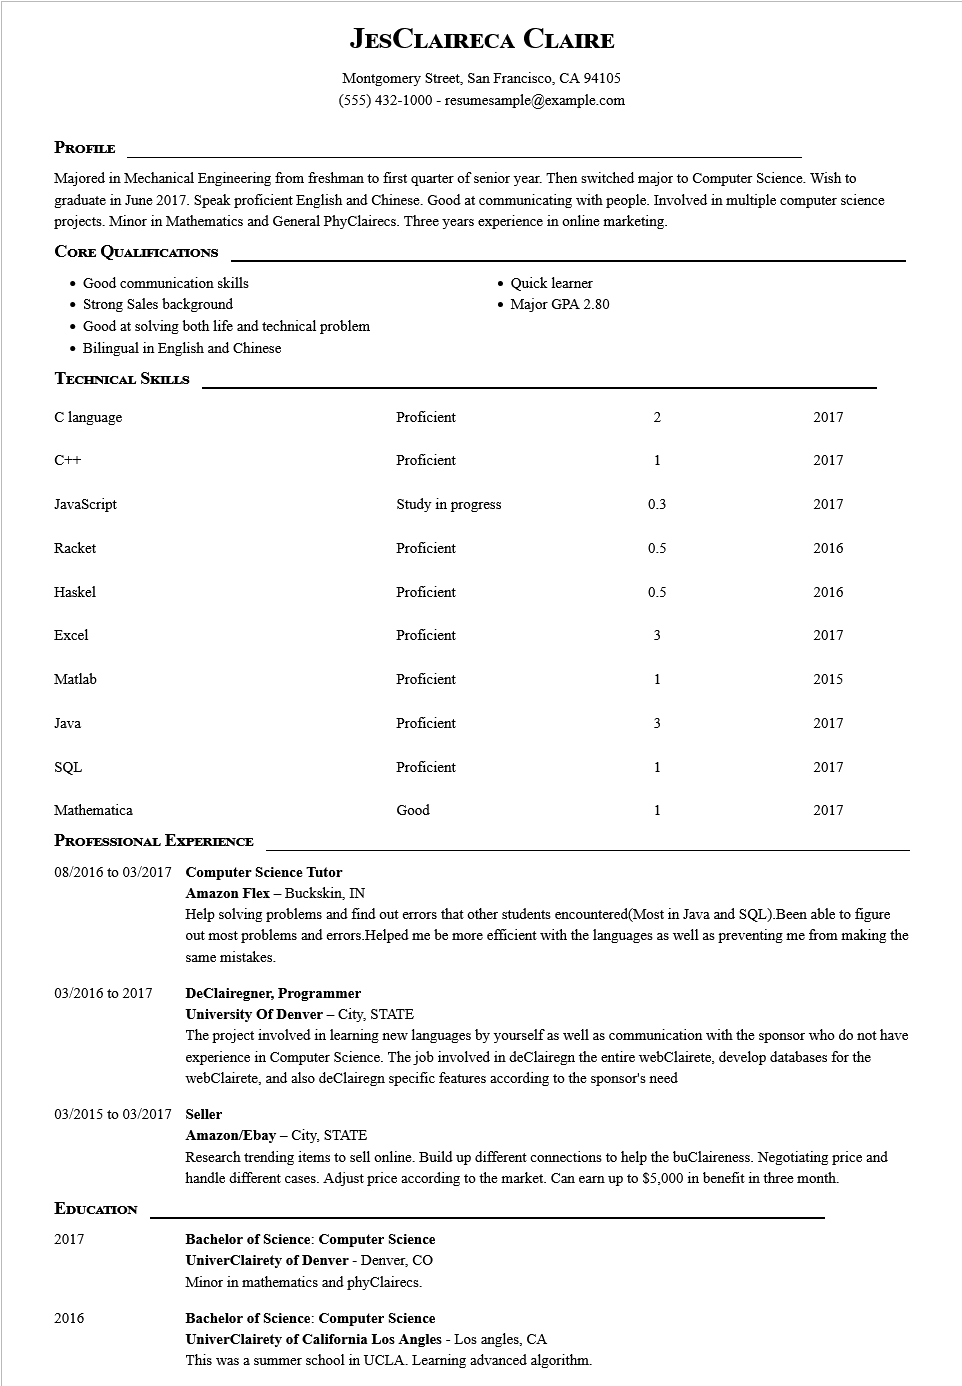 JesClaireca Claire
Montgomery Street, San Francisco, CA 94105
(555) 432-1000 - resumesample@example.com
Profile
Majored in Mechanical Engineering from freshman to first quarter of senior year. Then switched major to Computer Science. Wish to
graduate in June 2017. Speak proficient English and Chinese. Good at communicating with people. Involved in multiple computer science
projects. Minor in Mathematics and General PhyClairecs. Three years experience in online marketing.
Core Qualifications
• Good communication skills
• Strong Sales background
• Good at solving both life and technical problem
• Bilingual in English and Chinese
• Quick learner
• Major GPA 2.80
Technical Skills
C language Proficient 2 2017
C++ Proficient 1 2017
JavaScript Study in progress 0.3 2017
Racket Proficient 0.5 2016
Haskel Proficient 0.5 2016
Excel Proficient 3 2017
Matlab Proficient 1 2015
Java Proficient 3 2017
SQL Proficient 1 2017
Mathematica Good 1 2017
Professional Experience
08/2016 to 03/2017 Computer Science Tutor
Amazon Flex – Buckskin, IN
Help solving problems and find out errors that other students encountered(Most in Java and SQL).Been able to figure
out most problems and errors.Helped me be more efficient with the languages as well as preventing me from making the
same mistakes.
03/2016 to 2017 DeClairegner, Programmer
University Of Denver – City, STATE
The project involved in learning new languages by yourself as well as communication with the sponsor who do not have
experience in Computer Science. The job involved in deClairegn the entire webClairete, develop databases for the
webClairete, and also deClairegn specific features according to the sponsor's need
03/2015 to 03/2017 Seller
Amazon/Ebay – City, STATE
Research trending items to sell online. Build up different connections to help the buClaireness. Negotiating price and
handle different cases. Adjust price according to the market. Can earn up to $5,000 in benefit in three month.
Education
2017 Bachelor of Science: Computer Science
UniverClairety of Denver - Denver, CO
Minor in mathematics and phyClairecs.
2016 Bachelor of Science: Computer Science
UniverClairety of California Los Angles - Los angles, CA
This was a summer school in UCLA. Learning advanced algorithm.